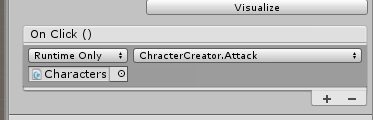 Visualize
On Click ()
Runtime Only ChracterCreator.Attack
Characters